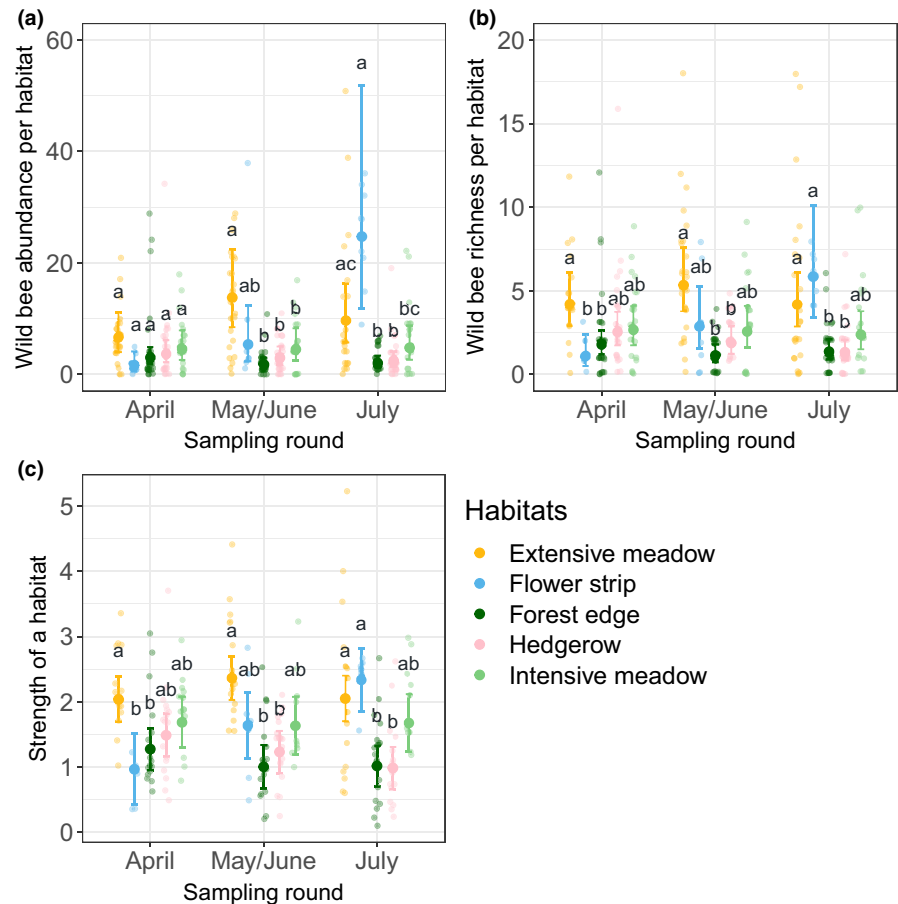 (a)
Wild bee abundance per habitat
60
40
20
0
a
a
a
a
a
a
ab
b
b
b
ac
a
b
b
bc
April
May/June
July
Sampling round
(b)
Wild bee richness per habitat
20
15
10
5
0
a
b
b
ab
ab
a
ab
b
b
ab
a
a
b
b
ab
April
May/June
July
Sampling round
(c)
Strength of a habitat
5
4
3
2
1
0
a
b
b
ab
ab
a
ab
b
b
ab
a
a
b
b
ab
April
May/June
July
Sampling round
Habitats
Extensive meadow
Flower strip
Forest edge
Hedgerow
Intensive meadow